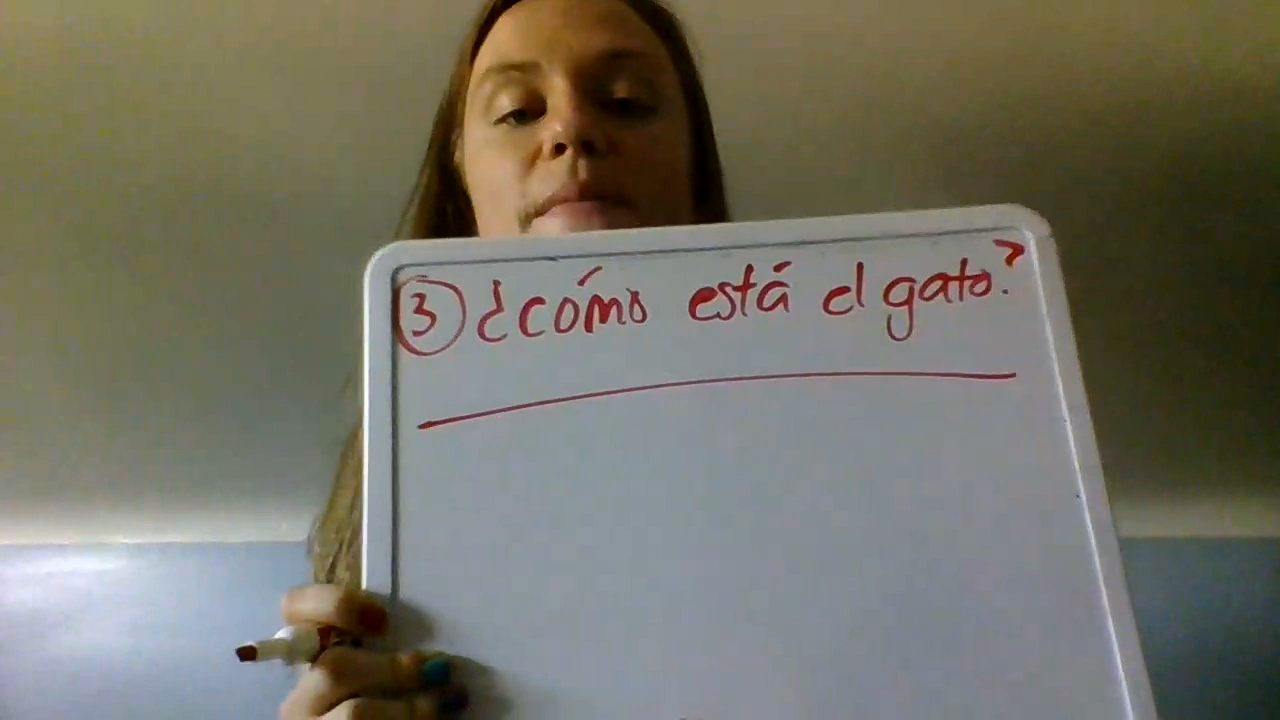 ③ ¿cómo está el gato?